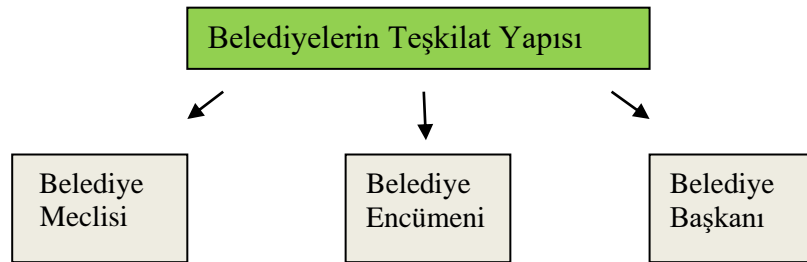 Belediyelerin Teşkilat Yapısı
Belediye
Meclisi
Belediye
Encümeni
Belediye
Başkanı